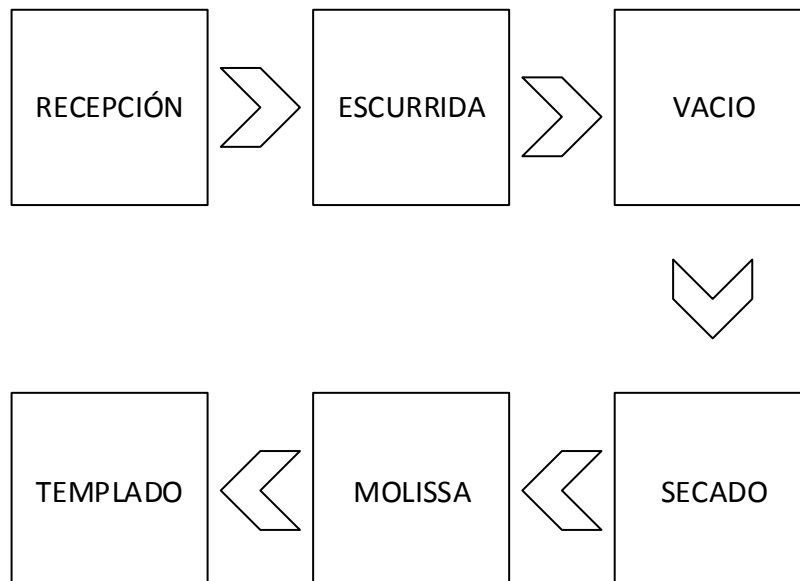 RECEPCIÓN
ESCURRIDA
VACIO
SECADO
MOLISSA
TEMPLADO